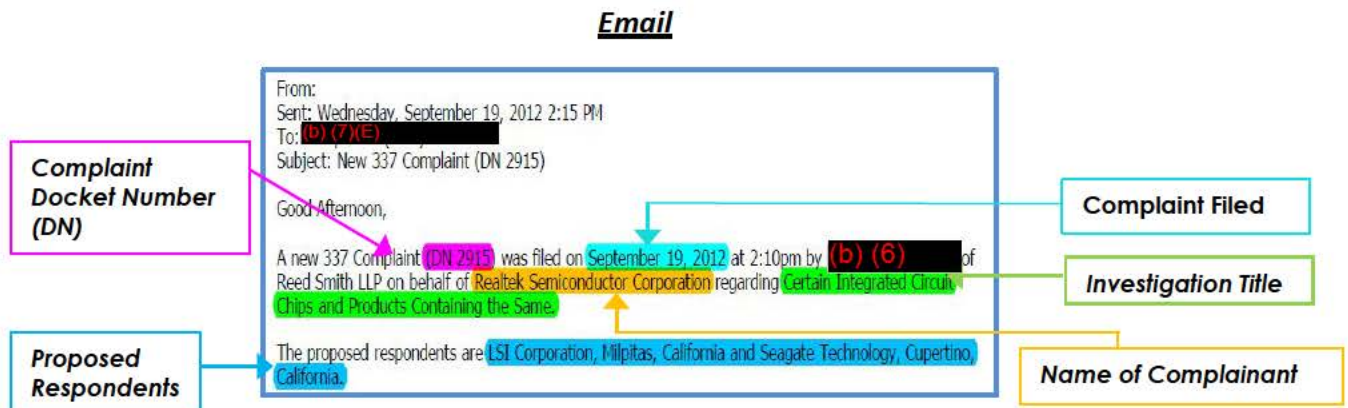 Email
From:
Sent: Wednesday, September 19, 2012 2:15 PM
To: (b) (7)(E)
Subject: New 337 Complaint (DN 2915)
Complaint
Docket Number
(DN)
Good Afternoon,
Complaint Filed
A new 337 Complaint (DN 2915) was filed on September 19, 2012 at 2:10pm by (b) (6) of
Reed Smith LLP on behalf of Realtek Semiconductor Corporation regarding Certain Integrated Circuit
Chips and Products Containing the Same.
Investigation Title
Proposed
Respondents
The proposed respondents are LSI Corporation, Milpitas, California and Seagate Technology, Cupertino,
California.
Name of Complainant